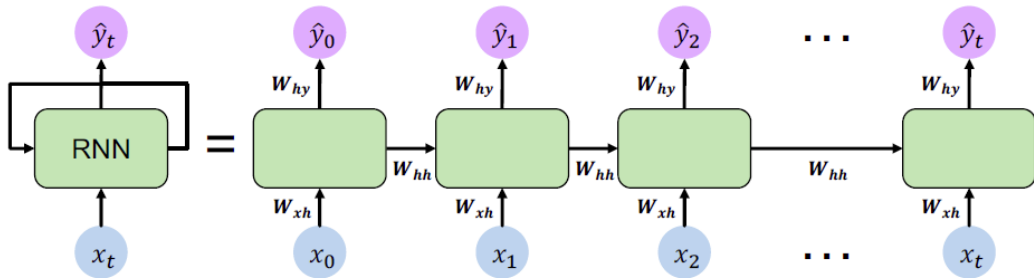 ŷ_t ŷ_0 ŷ_1 ŷ_2 ... ŷ_t
W_hy W_hy W_hy W_hy
RNN =
W_hh W_hh W_hh
W_xh W_xh W_xh W_xh
x_t x_0 x_1 x_2 ... x_t